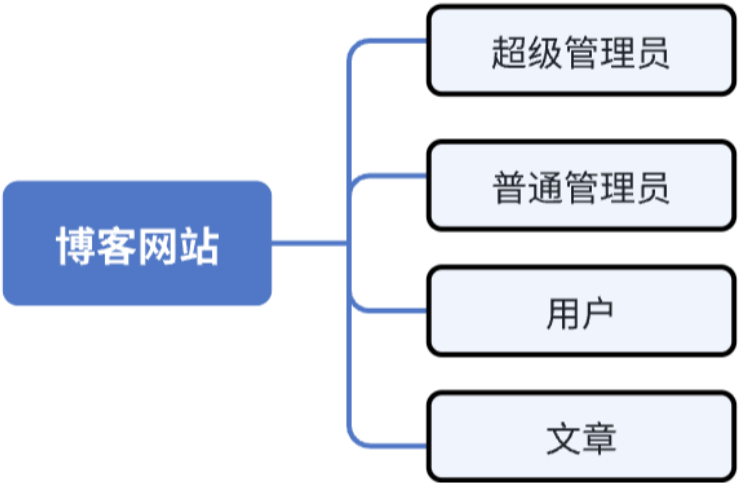 博客网站
超级管理员
普通管理员
用户
文章